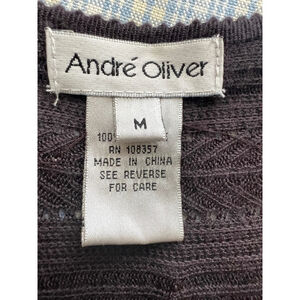 André Oliver
M
100
RN 108357
MADE IN CHINA
SEE REVERSE
FOR CARE